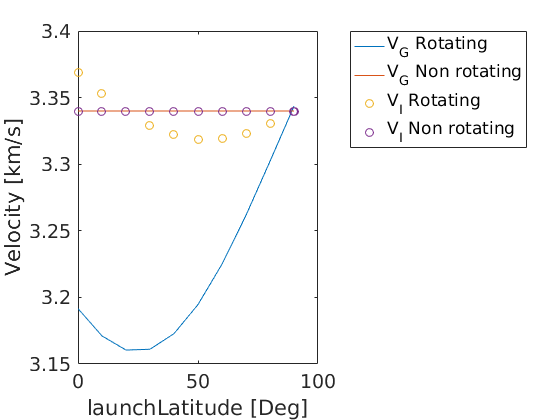 3.4
3.35
3.3
3.25
3.2
3.15
0 50 100
Velocity [km/s]
launchLatitude [Deg]
V_G Rotating
V_G Non rotating
V_I Rotating
V_I Non rotating